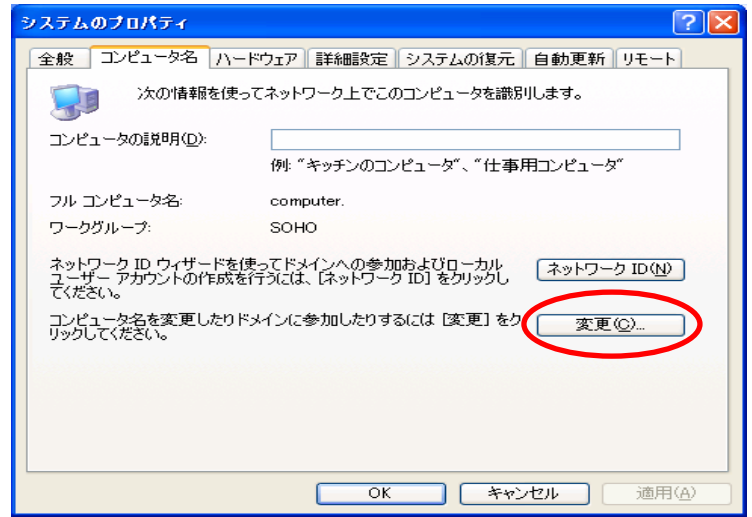 システムのプロパティ
全般 コンピュータ名 ハードウェア 詳細設定 システムの復元 自動更新 リモート
次の情報を使ってネットワーク上でこのコンピュータを識別します。
コンピュータの説明(D):
例: "キッチンのコンピュータ"、"仕事用コンピュータ"
フル コンピュータ名: computer.
ワークグループ: SOHO
ネットワーク ID ウィザードを使ってドメインへの参加およびローカル
ユーザー アカウントの作成を行うには、[ネットワーク ID] をクリックし
てください。
ネットワーク ID(N)
コンピュータ名を変更したりドメインに参加したりするには [変更] をク
リックしてください。
変更(C)...
OK キャンセル 適用(A)